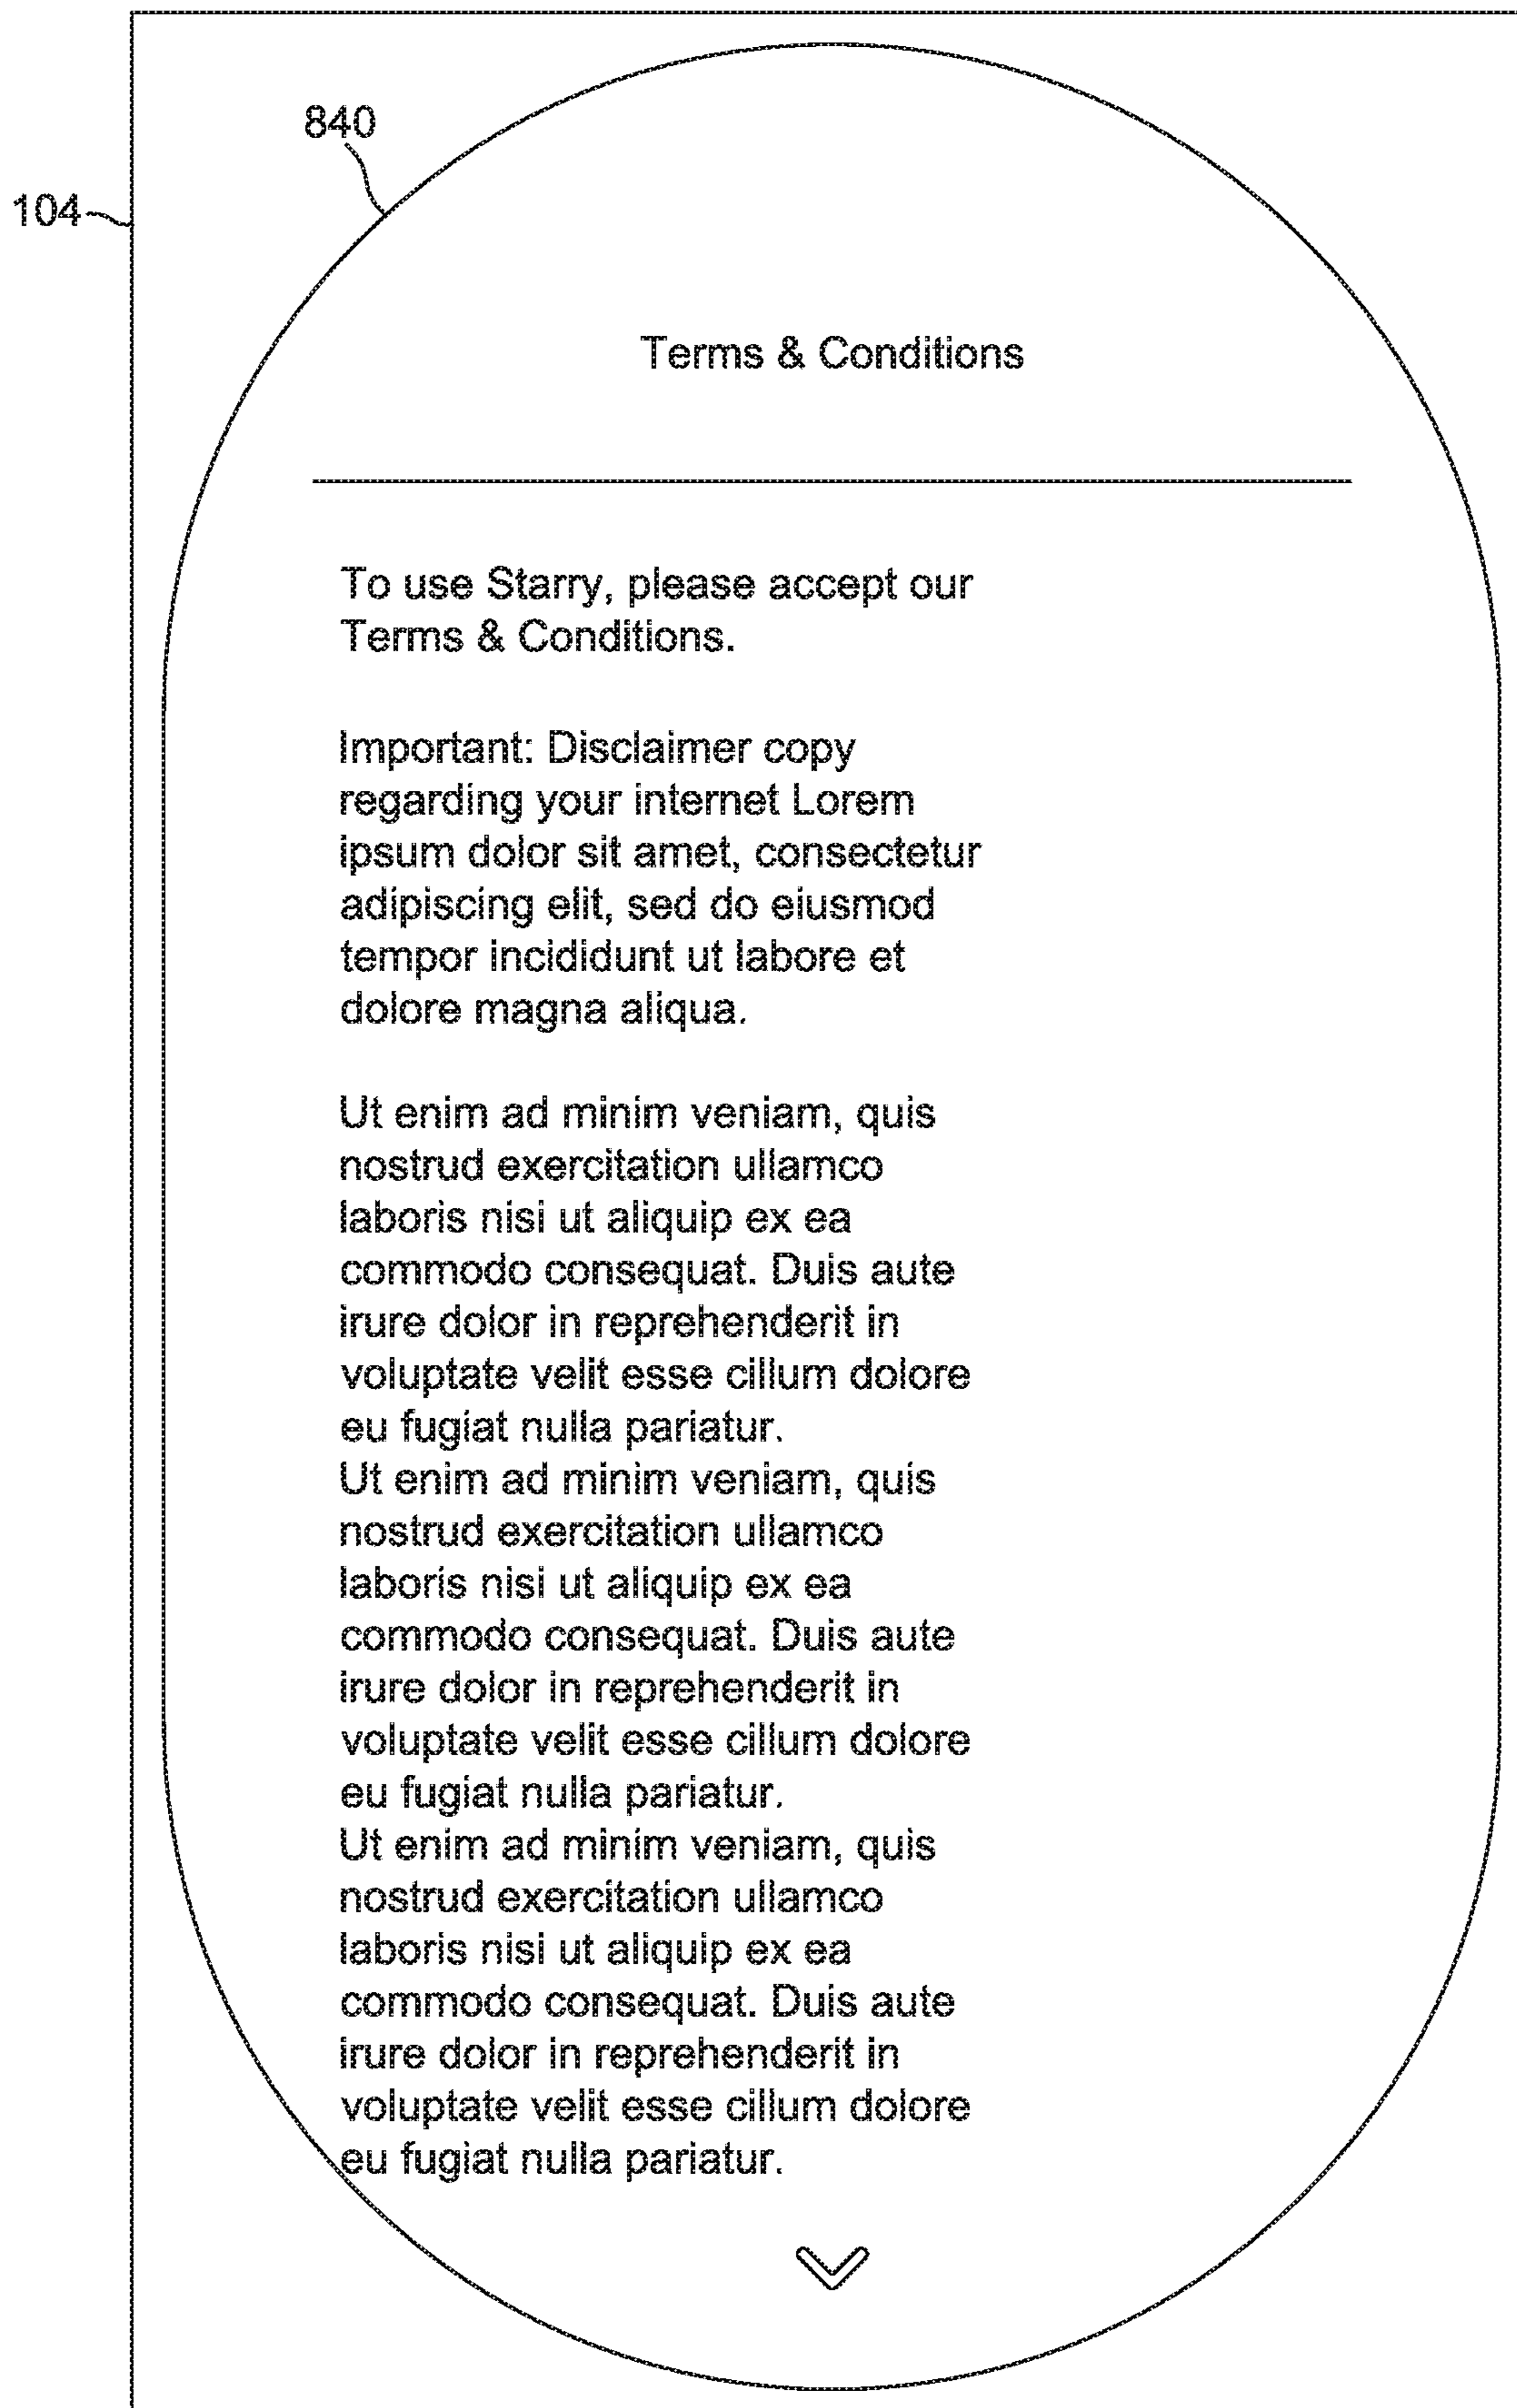 840
104
Terms & Conditions
To use Starry, please accept our
Terms & Conditions.
Important: Disclaimer copy
regarding your internet Lorem
ipsum dolor sit amet, consectetur
adipiscing elit, sed do eiusmod
tempor incididunt ut labore et
dolore magna aliqua.
Ut enim ad minim veniam, quis
nostrud exercitation ullamco
laboris nisi ut aliquip ex ea
commodo consequat. Duis aute
irure dolor in reprehenderit in
voluptate velit esse cillum dolore
eu fugiat nulla pariatur.
Ut enim ad minim veniam, quis
nostrud exercitation ullamco
laboris nisi ut aliquip ex ea
commodo consequat. Duis aute
irure dolor in reprehenderit in
voluptate velit esse cillum dolore
eu fugiat nulla pariatur.
Ut enim ad minim veniam, quis
nostrud exercitation ullamco
laboris nisi ut aliquip ex ea
commodo consequat. Duis aute
irure dolor in reprehenderit in
voluptate velit esse cillum dolore
eu fugiat nulla pariatur.